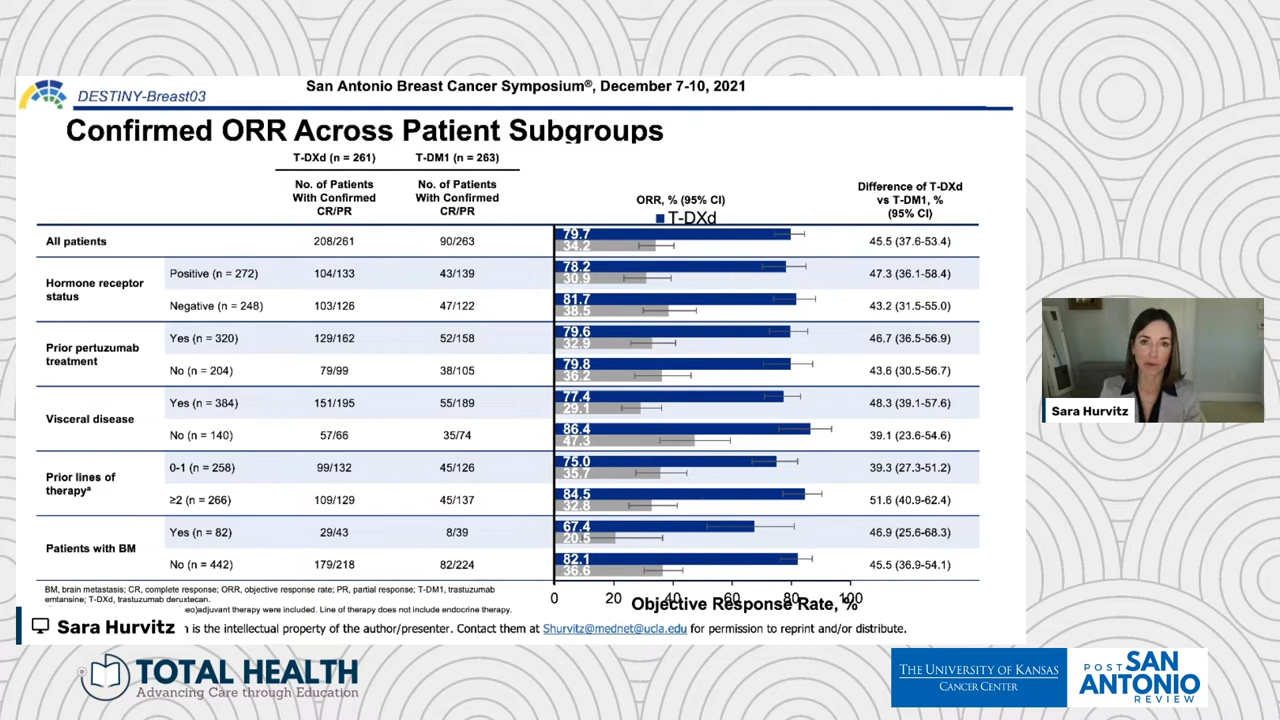 San Antonio Breast Cancer Symposium®, December 7-10, 2021
DESTINY-Breast03
Confirmed ORR Across Patient Subgroups
T-DXd (n = 261) T-DM1 (n = 263)
No. of Patients With Confirmed CR/PR No. of Patients With Confirmed CR/PR ORR, % (95% CI) Difference of T-DXd vs T-DM1, % (95% CI)
T-DXd
All patients 208/261 90/263 79.7 34.2 45.5 (37.6-53.4)
Hormone receptor status
Positive (n = 272) 104/133 43/139 78.2 30.9 47.3 (36.1-58.4)
Negative (n = 248) 103/126 47/122 81.7 38.5 43.2 (31.5-55.0)
Prior pertuzumab treatment
Yes (n = 320) 129/162 52/158 79.6 32.9 46.7 (36.5-56.9)
No (n = 204) 79/99 38/105 79.8 36.2 43.6 (30.5-56.7)
Visceral disease
Yes (n = 384) 151/195 55/189 77.4 29.1 48.3 (39.1-57.6)
No (n = 140) 57/66 35/74 86.4 47.3 39.1 (23.6-54.6)
Prior lines of therapyª
0-1 (n = 258) 99/132 45/126 75.0 35.7 39.3 (27.3-51.2)
≥2 (n = 266) 109/129 45/137 84.5 32.8 51.6 (40.9-62.4)
Patients with BM
Yes (n = 82) 29/43 8/39 67.4 20.5 46.9 (25.6-68.3)
No (n = 442) 179/218 82/224 82.1 36.6 45.5 (36.9-54.1)
0 20 40 60 80 100
Objective Response Rate, %
BM, brain metastasis; CR, complete response; ORR, objective response rate; PR, partial response; T-DM1, trastuzumab
emtansine; T-DXd, trastuzumab deruxtecan.
)adjuvant therapy were included. Line of therapy does not include endocrine therapy.
is the intellectual property of the author/presenter. Contact them at Shurvitz@mednet@ucla.edu for permission to reprint and/or distribute.
Sara Hurvitz
Sara Hurvitz
TOTAL HEALTH
Advancing Care through Education
THE UNIVERSITY OF KANSAS
CANCER CENTER
POST
SAN
ANTONIO
REVIEW